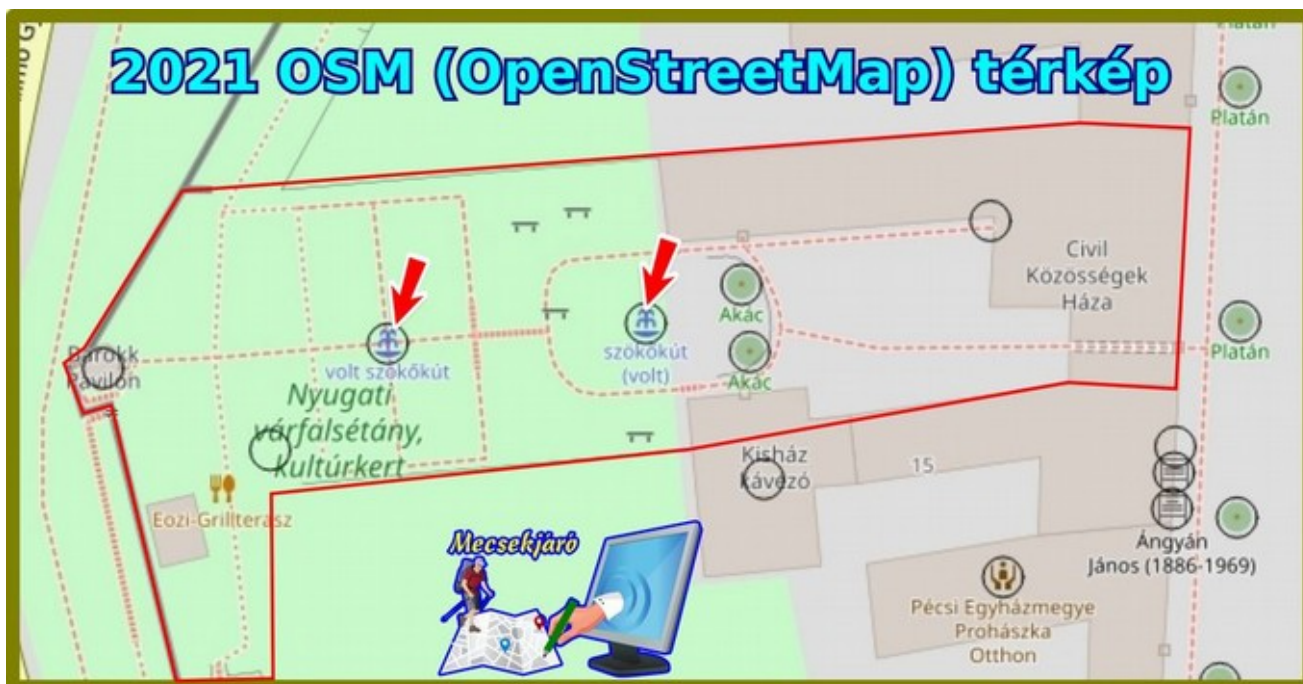 2021 OSM (OpenStreetMap) térkép
Platán
Civil
Közösségek
Háza
Akác
szökőkút
(volt)
Platán
Barokk
Pavilon
volt szökőkút
Akác
Nyugati
várfalsétány,
kultúrkert
Kisház
kávézó
15
Eozi-Grillterasz
Mecsekjáró
Ángyán
János (1886-1969)
Pécsi Egyházmegye
Prohászka
Otthon